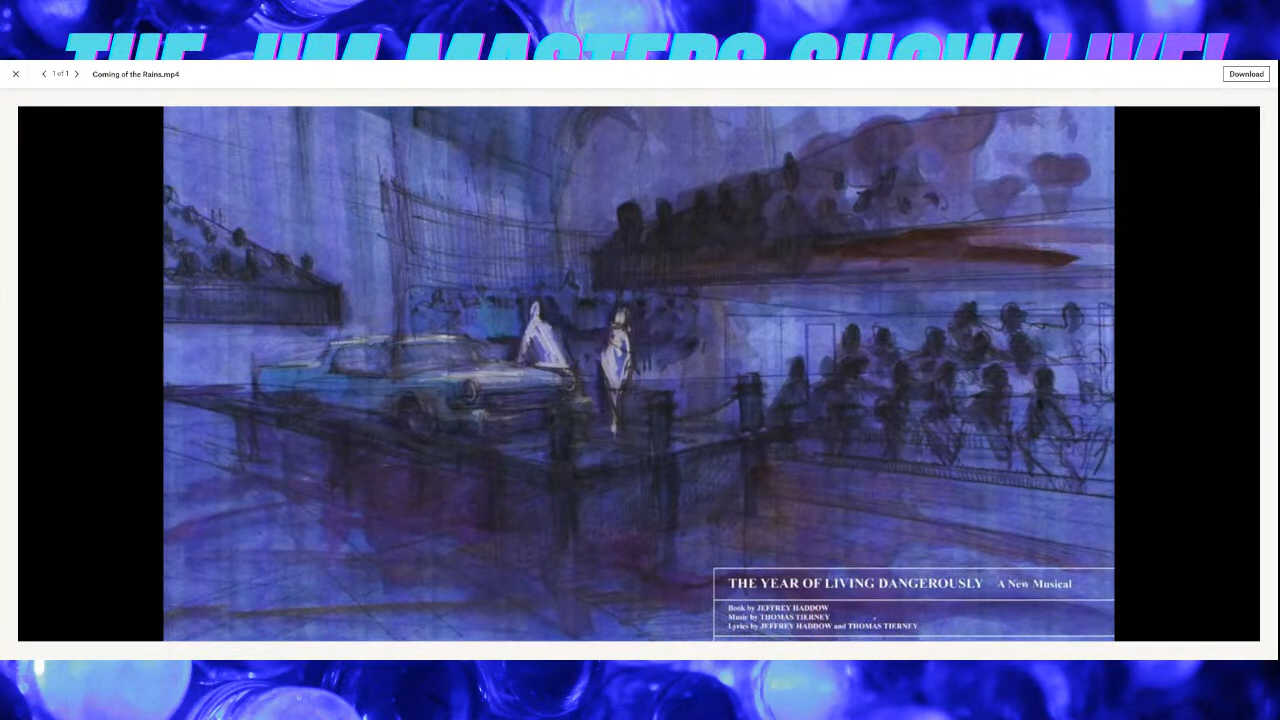 THE JIM MASTERS SHOW LIVE!
1 of 1
Coming of the Rains.mp4
Download
THE YEAR OF LIVING DANGEROUSLY A New Musical
Book by JEFFREY HADDOW
Music by THOMAS TIERNEY
Lyrics by JEFFREY HADDOW and THOMAS TIERNEY